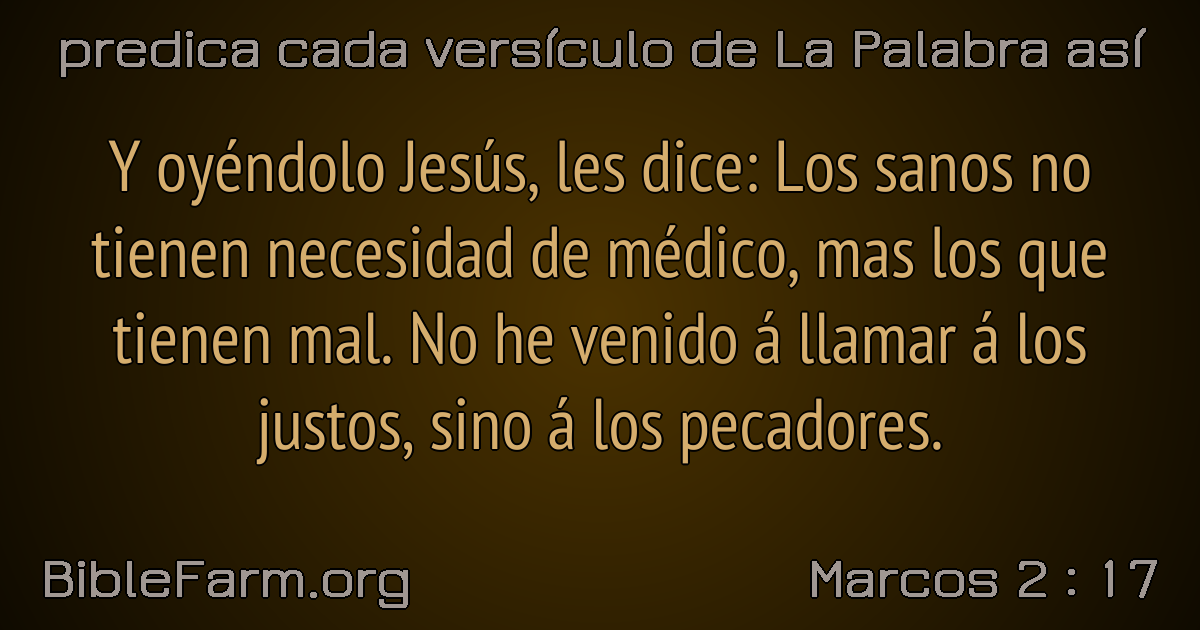 predica cada versículo de La Palabra así
Y oyéndolo Jesús, les dice: Los sanos no
tienen necesidad de médico, mas los que
tienen mal. No he venido á llamar á los
justos, sino á los pecadores.
BibleFarm.org
Marcos 2 : 17